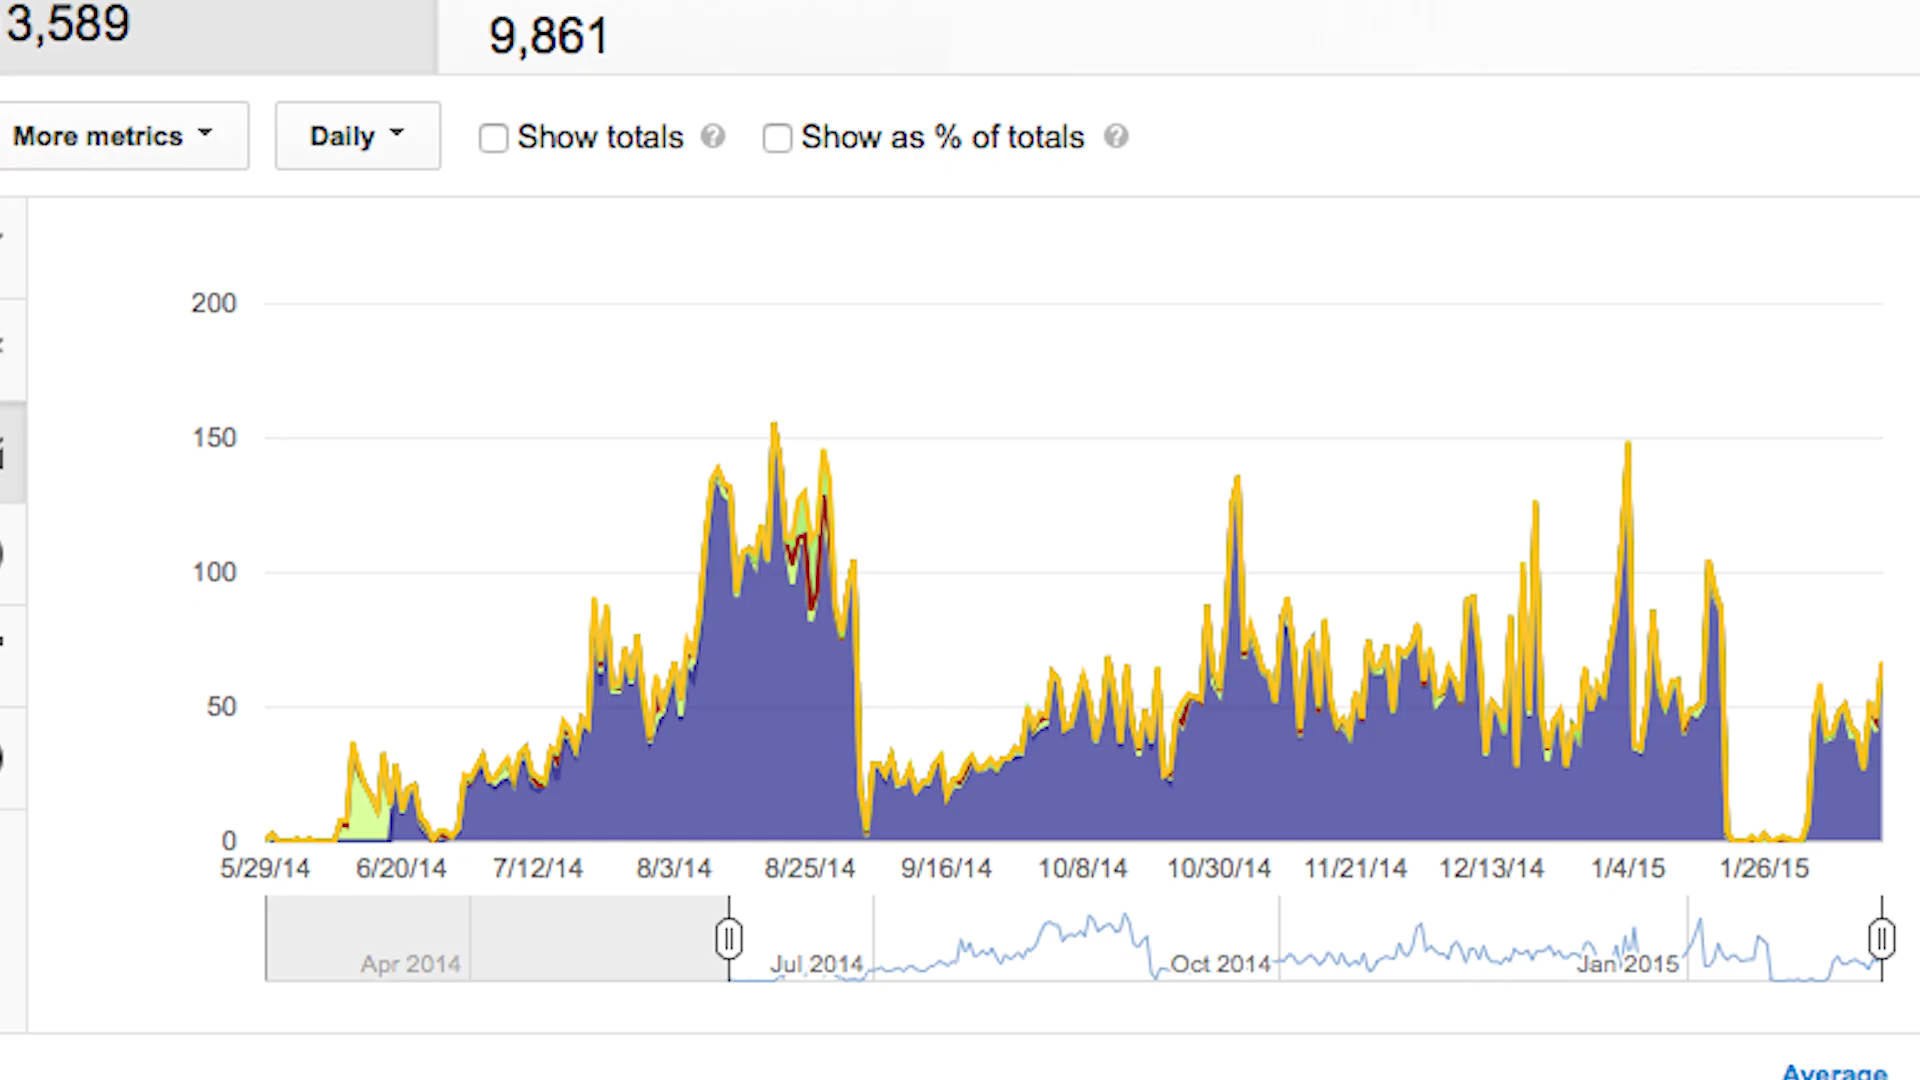 3,589
9,861
More metrics
Daily
Show totals ?
Show as % of totals ?
200
150
100
50
0
5/29/14 6/20/14 7/12/14 8/3/14 8/25/14 9/16/14 10/8/14 10/30/14 11/21/14 12/13/14 1/4/15 1/26/15
Apr 2014 Jul 2014 Oct 2014 Jan 2015
Average